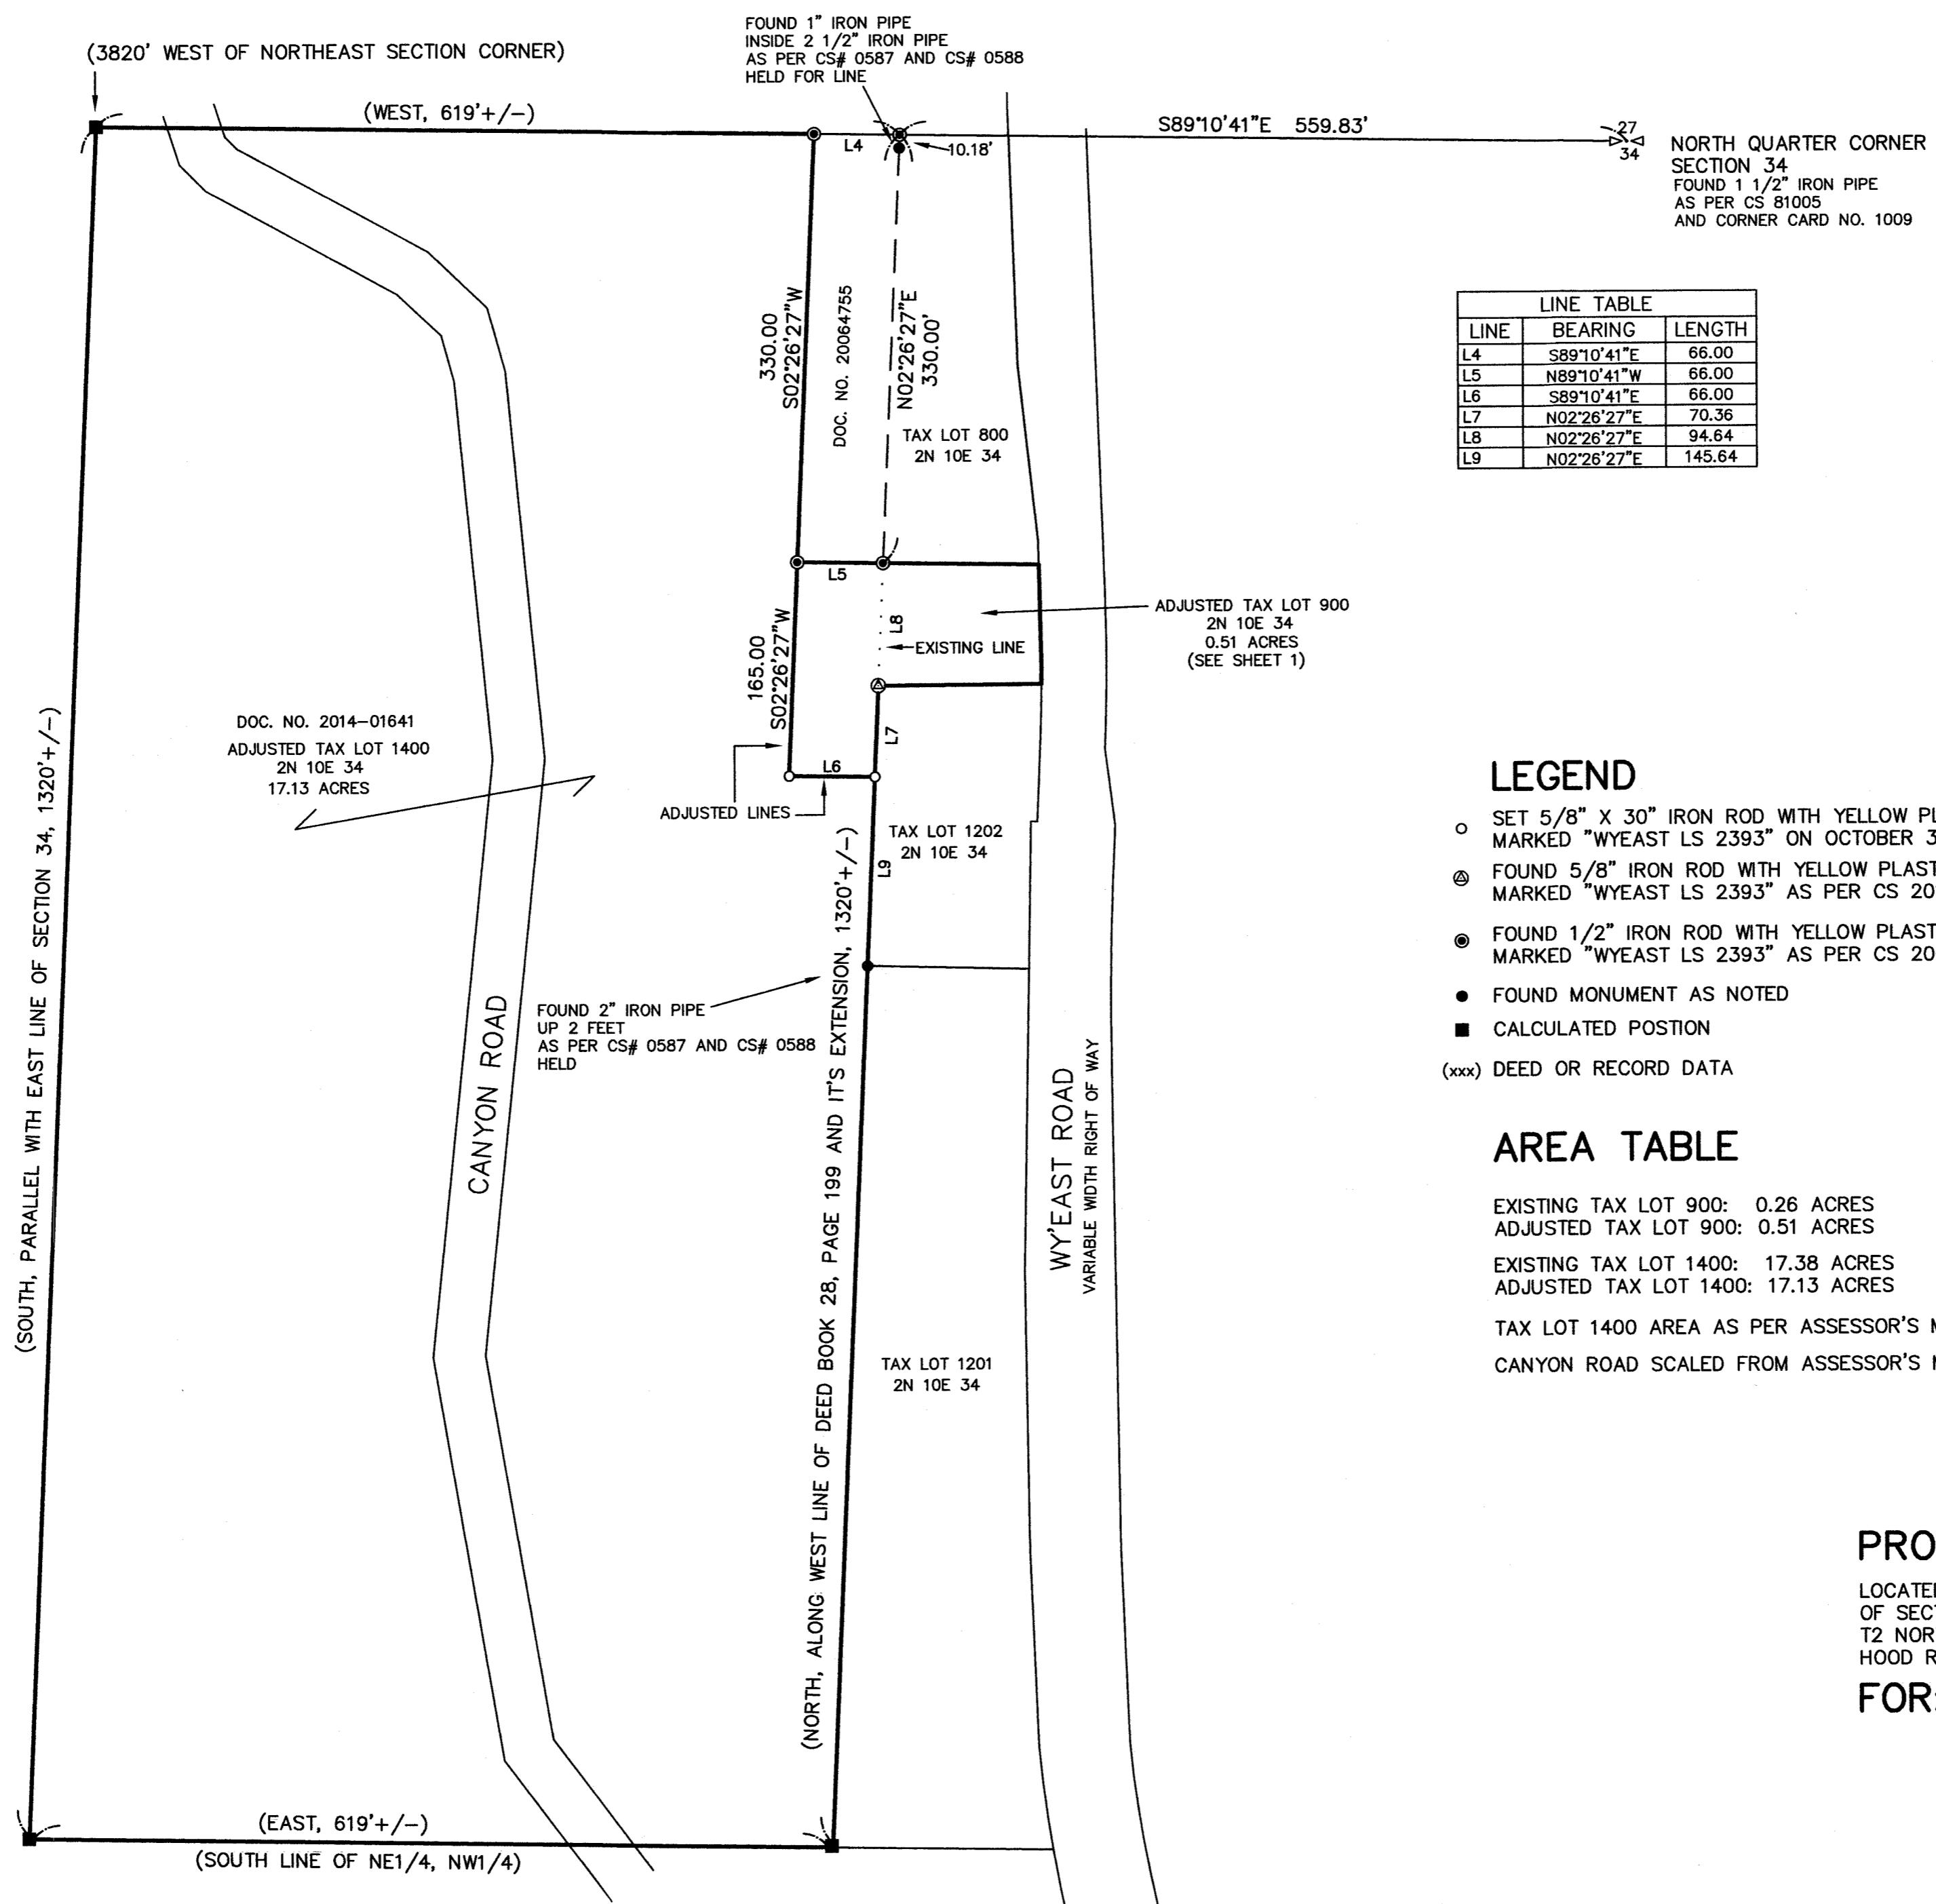 (3820' WEST OF NORTHEAST SECTION CORNER)
FOUND 1" IRON PIPE
INSIDE 2 1/2" IRON PIPE
AS PER CS# 0587 AND CS# 0588
HELD FOR LINE
(WEST, 619'+/-)
L4
10.18'
S89°10'41"E 559.83'
27
34
NORTH QUARTER CORNER
SECTION 34
FOUND 1 1/2" IRON PIPE
AS PER CS 81005
AND CORNER CARD NO. 1009
LINE TABLE
LINE BEARING LENGTH
L4 S89°10'41"E 66.00
L5 N89°10'41"W 66.00
L6 S89°10'41"E 66.00
L7 N02°26'27"E 70.36
L8 N02°26'27"E 94.64
L9 N02°26'27"E 145.64
330.00
S02°26'27"W
DOC. NO. 20064755
N02°26'27"E
330.00'
TAX LOT 800
2N 10E 34
L5
L8
EXISTING LINE
ADJUSTED TAX LOT 900
2N 10E 34
0.51 ACRES
(SEE SHEET 1)
165.00
S02°26'27"W
L7
L6
ADJUSTED LINES
DOC. NO. 2014-01641
ADJUSTED TAX LOT 1400
2N 10E 34
17.13 ACRES
TAX LOT 1202
2N 10E 34
L9
(SOUTH, PARALLEL WITH EAST LINE OF SECTION 34, 1320'+/-)
CANYON ROAD
FOUND 2" IRON PIPE
UP 2 FEET
AS PER CS# 0587 AND CS# 0588
HELD
(NORTH, ALONG WEST LINE OF DEED BOOK 28, PAGE 199 AND IT'S EXTENSION, 1320'+/-)
WY'EAST ROAD
VARIABLE WIDTH RIGHT OF WAY
TAX LOT 1201
2N 10E 34
(EAST, 619'+/-)
(SOUTH LINE OF NE1/4, NW1/4)
LEGEND
SET 5/8" X 30" IRON ROD WITH YELLOW
MARKED "WYEAST LS 2393" ON OCTOBER
FOUND 5/8" IRON ROD WITH YELLOW
MARKED "WYEAST LS 2393" AS PER CS
FOUND 1/2" IRON ROD WITH YELLOW
MARKED "WYEAST LS 2393" AS PER CS
FOUND MONUMENT AS NOTED
CALCULATED POSTION
(xxx) DEED OR RECORD DATA
AREA TABLE
EXISTING TAX LOT 900: 0.26 ACRES
ADJUSTED TAX LOT 900: 0.51 ACRES
EXISTING TAX LOT 1400: 17.38 ACRES
ADJUSTED TAX LOT 1400: 17.13 ACRES
TAX LOT 1400 AREA AS PER ASSESSOR'S
CANYON ROAD SCALED FROM ASSESSOR'S
PRO
LOCATE
OF SEC
T2 NOR
HOOD R
FOR: